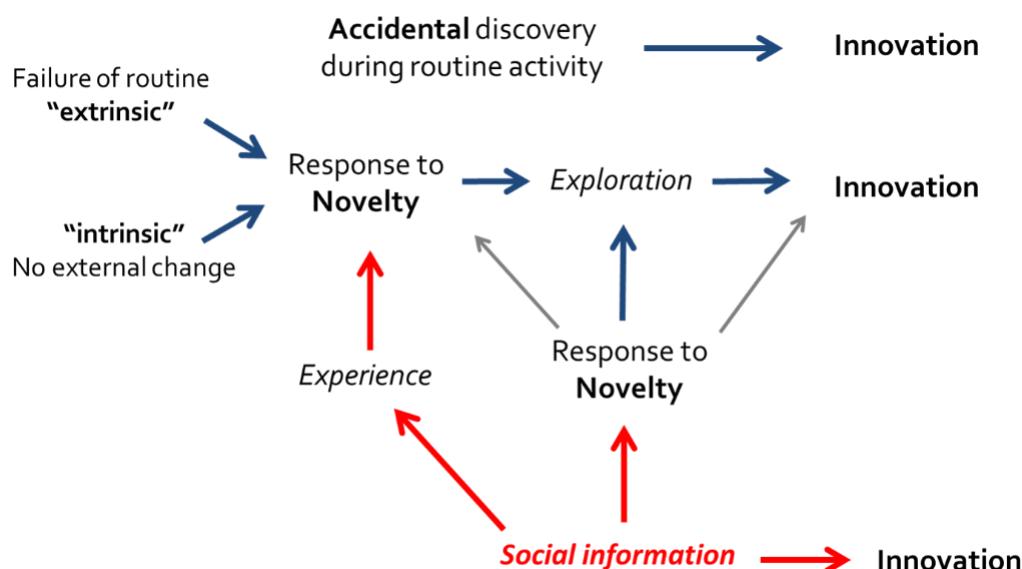 Accidental discovery
during routine activity
Innovation
Failure of routine
“extrinsic”
Response to
Novelty
Exploration
Innovation
“intrinsic”
No external change
Experience
Response to
Novelty
Social information
Innovation